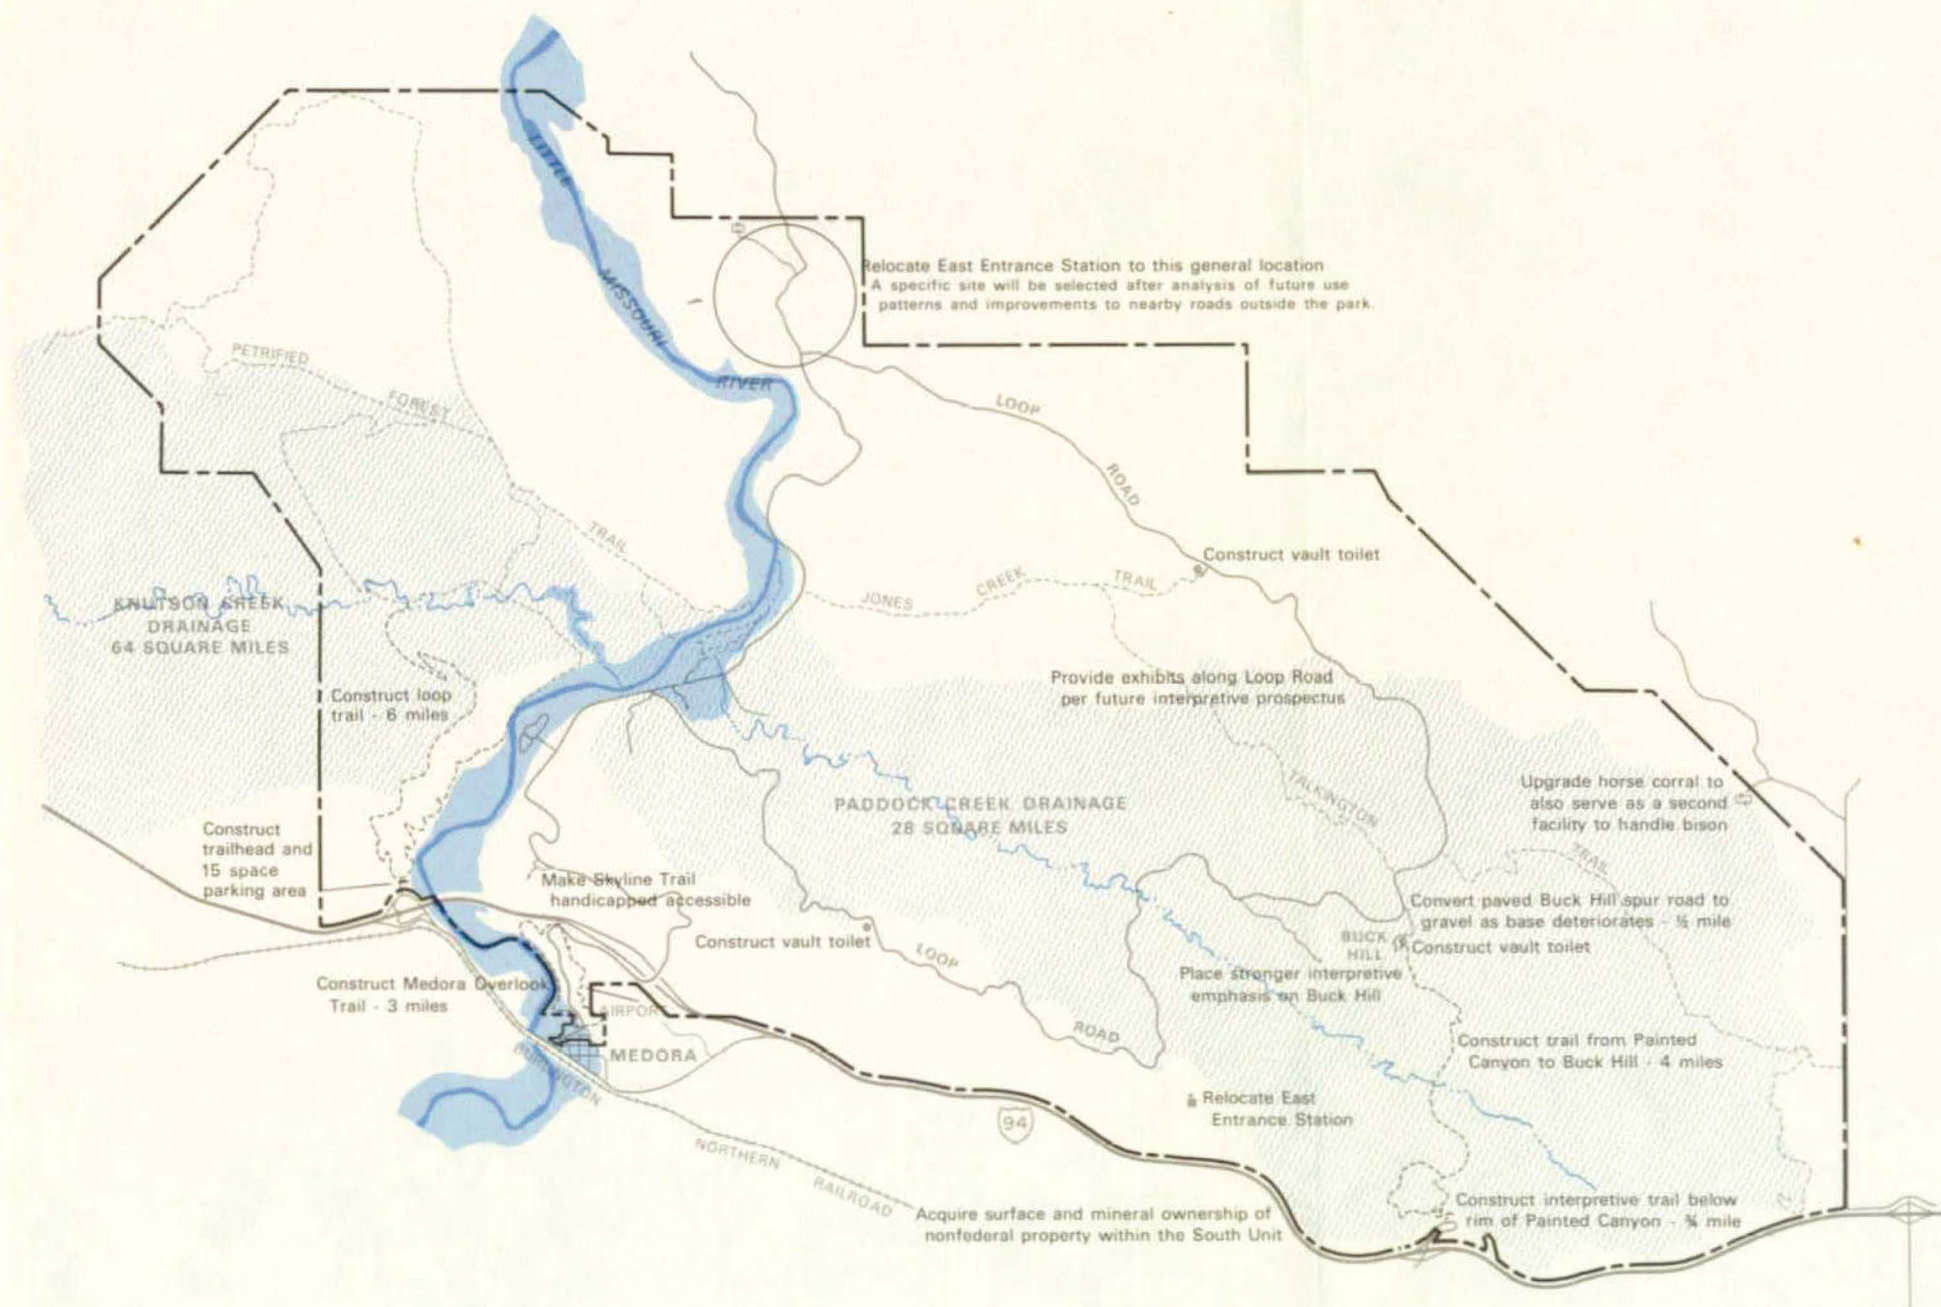 LITTLE
MISSOURI
RIVER
Relocate East Entrance Station to this general location
A specific site will be selected after analysis of future use
patterns and improvements to nearby roads outside the park.
PETRIFIED
FOREST
TRAIL
LOOP
ROAD
Construct vault toilet
JONES
CREEK
TRAIL
KNUTSON CREEK
DRAINAGE
64 SQUARE MILES
Construct loop
trail - 6 miles
Provide exhibits along Loop Road
per future interpretive prospectus
TALKINGTON
TRAIL
Upgrade horse corral to
also serve as a second
facility to handle bison
PADDOCK CREEK DRAINAGE
28 SQUARE MILES
Construct
trailhead and
15 space
parking area
Make Skyline Trail
handicapped accessible
Construct vault toilet
LOOP
ROAD
Convert paved Buck Hill spur road to
gravel as base deteriorates - ½ mile
BUCK
HILL
Construct vault toilet
Place stronger interpretive
emphasis on Buck Hill
Construct Medora Overlook
Trail - 3 miles
AIRPORT
MEDORA
Construct trail from Painted
Canyon to Buck Hill - 4 miles
Relocate East
Entrance Station
94
BURLINGTON
NORTHERN
RAILROAD
Acquire surface and mineral ownership of
nonfederal property within the South Unit
Construct interpretive trail below
rim of Painted Canyon - ¾ mile